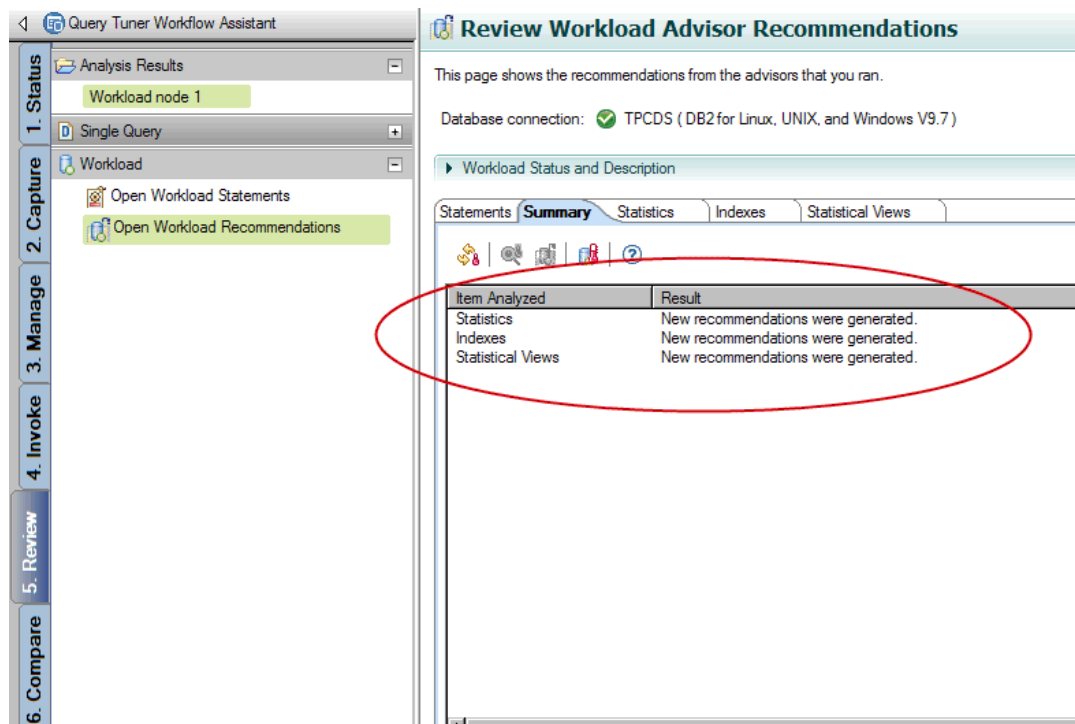 Query Tuner Workflow Assistant
1. Status
2. Capture
3. Manage
4. Invoke
5. Review
6. Compare
Analysis Results
Workload node 1
Single Query
Workload
Open Workload Statements
Open Workload Recommendations
Review Workload Advisor Recommendations
This page shows the recommendations from the advisors that you ran.
Database connection: TPCDS ( DB2 for Linux, UNIX, and Windows V9.7 )
Workload Status and Description
Statements Summary Statistics Indexes Statistical Views
Item Analyzed Result
Statistics New recommendations were generated.
Indexes New recommendations were generated.
Statistical Views New recommendations were generated.